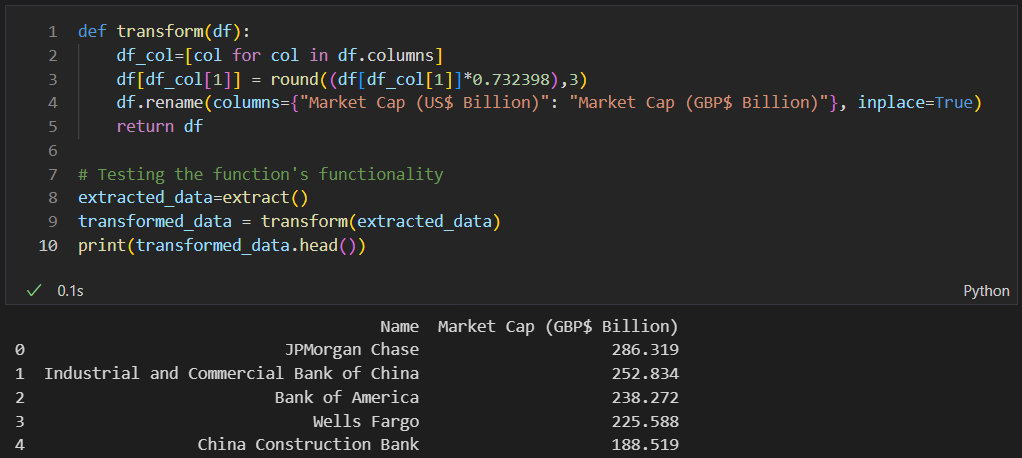 1 def transform(df):
2     df_col=[col for col in df.columns]
3     df[df_col[1]] = round((df[df_col[1]]*0.732398),3)
4     df.rename(columns={"Market Cap (US$ Billion)": "Market Cap (GBP$ Billion)"}, inplace=True)
5     return df
6
7 # Testing the function's functionality
8 extracted_data=extract()
9 transformed_data = transform(extracted_data)
10 print(transformed_data.head())
✓ 0.1s Python
Name  Market Cap (GBP$ Billion)
0 JPMorgan Chase 286.319
1 Industrial and Commercial Bank of China 252.834
2 Bank of America 238.272
3 Wells Fargo 225.588
4 China Construction Bank 188.519